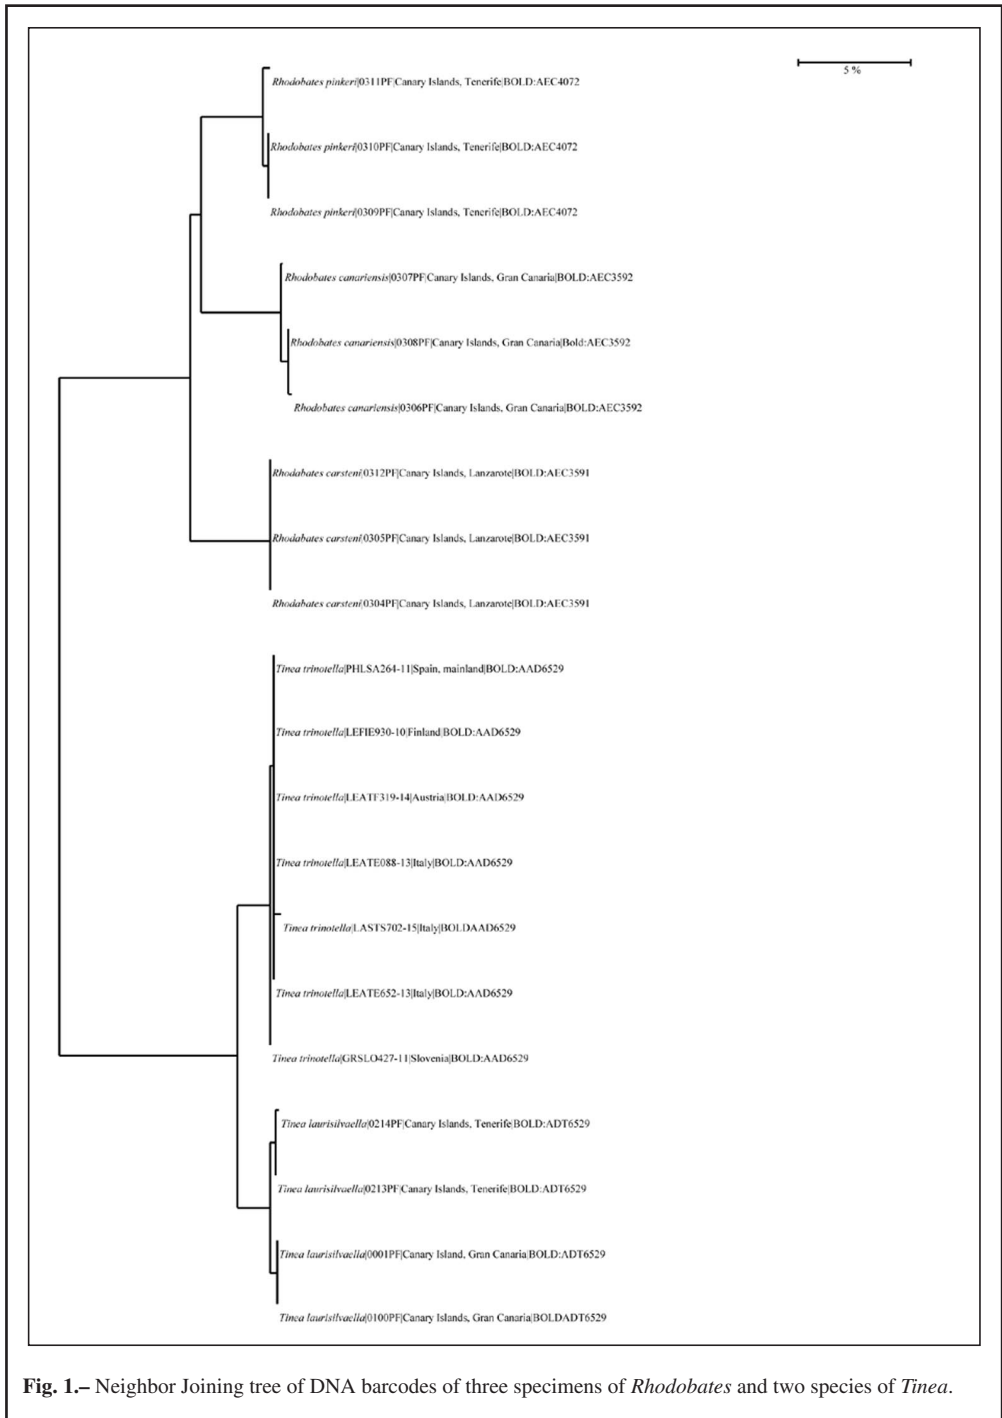 5 %
Rhodobates pinkeri|0311PF|Canary Islands, Tenerife|BOLD:AEC4072
Rhodobates pinkeri|0310PF|Canary Islands, Tenerife|BOLD:AEC4072
Rhodobates pinkeri|0309PF|Canary Islands, Tenerife|BOLD:AEC4072
Rhodobates canariensis|0307PF|Canary Islands, Gran Canaria|BOLD:AEC3592
Rhodobates canariensis|0308PF|Canary Islands, Gran Canaria|Bold:AEC3592
Rhodobates canariensis|0306PF|Canary Islands, Gran Canaria|BOLD:AEC3592
Rhodabates carsteni|0312PF|Canary Islands, Lanzarote|BOLD:AEC3591
Rhodabates carsteni|0305PF|Canary Islands, Lanzarote|BOLD:AEC3591
Rhodabates carsteni|0304PF|Canary Islands, Lanzarote|BOLD:AEC3591
Tinea trinotella|PHLSA264-11|Spain, mainland|BOLD:AAD6529
Tinea trinotella|LEFIE930-10|Finland|BOLD:AAD6529
Tinea trinotella|LEATF319-14|Austria|BOLD:AAD6529
Tinea trinotella|LEATE088-13|Italy|BOLD:AAD6529
Tinea trinotella|LASTS702-15|Italy|BOLDAAD6529
Tinea trinotella|LEATE652-13|Italy|BOLD:AAD6529
Tinea trinotella|GRSLO427-11|Slovenia|BOLD:AAD6529
Tinea laurisilvaella|0214PF|Canary Islands, Tenerife|BOLD:ADT6529
Tinea laurisilvaella|0213PF|Canary Islands, Tenerife|BOLD:ADT6529
Tinea laurisilvaella|0001PF|Canary Island, Gran Canaria|BOLD:ADT6529
Tinea laurisilvaella|0100PF|Canary Islands, Gran Canaria|BOLDADT6529
Fig. 1.– Neighbor Joining tree of DNA barcodes of three specimens of Rhodobates and two species of Tinea.